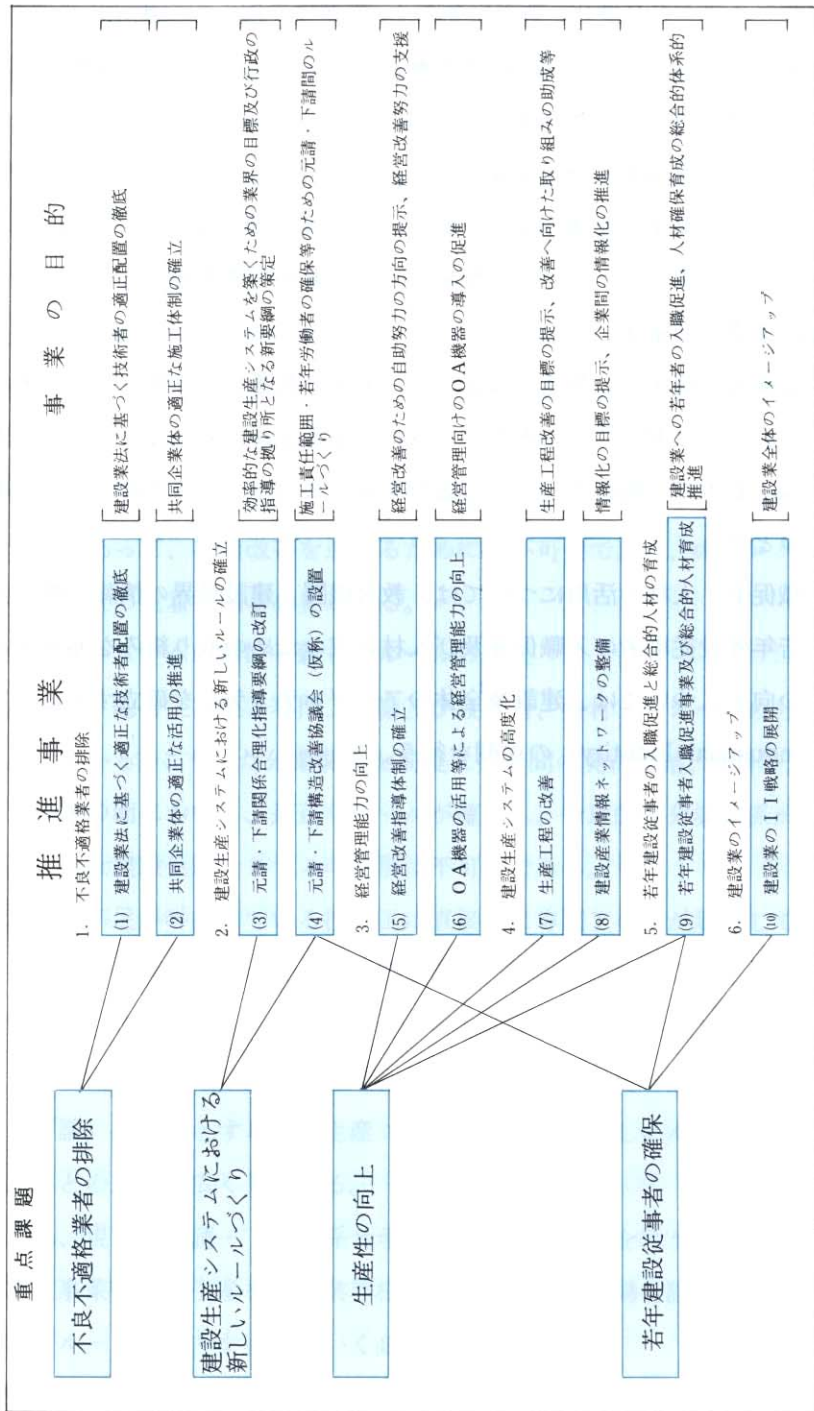 重点課題
不良不適格業者の排除
建設生産システムにおける
新しいルールづくり
生産性の向上
若年建設従事者の確保
推進事業
1. 不良不適格業者の排除
(1) 建設業法に基づく適正な技術者配置の徹底
(2) 共同企業体の適正な活用の推進
2. 建設生産システムにおける新しいルールの確立
(3) 元請・下請関係合理化指導要綱の改訂
(4) 元請・下請構造改善協議会（仮称）の設置
3. 経営管理能力の向上
(5) 経営改善指導体制の確立
(6) OA機器の活用等による経営管理能力の向上
4. 建設生産システムの高度化
(7) 生産工程の改善
(8) 建設産業情報ネットワークの整備
5. 若年建設従事者の入職促進と総合的人材の育成
(9) 若年建設従事者入職促進事業及び総合的人材育成
6. 建設業のイメージアップ
(10) 建設業のII戦略の展開
事業の目的
建設業法に基づく技術者の適正配置の徹底
共同企業体の適正な施工体制の確立
効率的な建設生産システムを築くための業界の目標及び行政の
指導の拠り所となる新要綱の策定
施工責任範囲・若年労働者の確保等のための元請・下請間のル
ールづくり
経営改善のための自助努力の方向の提示、経営改善努力の支援
経営管理向けのOA機器の導入の促進
生産工程改善の目標の提示、改善へ向けた取り組みの助成等
情報化の目標の提示、企業間の情報化の推進
建設業への若年者の入職促進、人材確保育成の総合的体系的
推進
建設業全体のイメージアップ